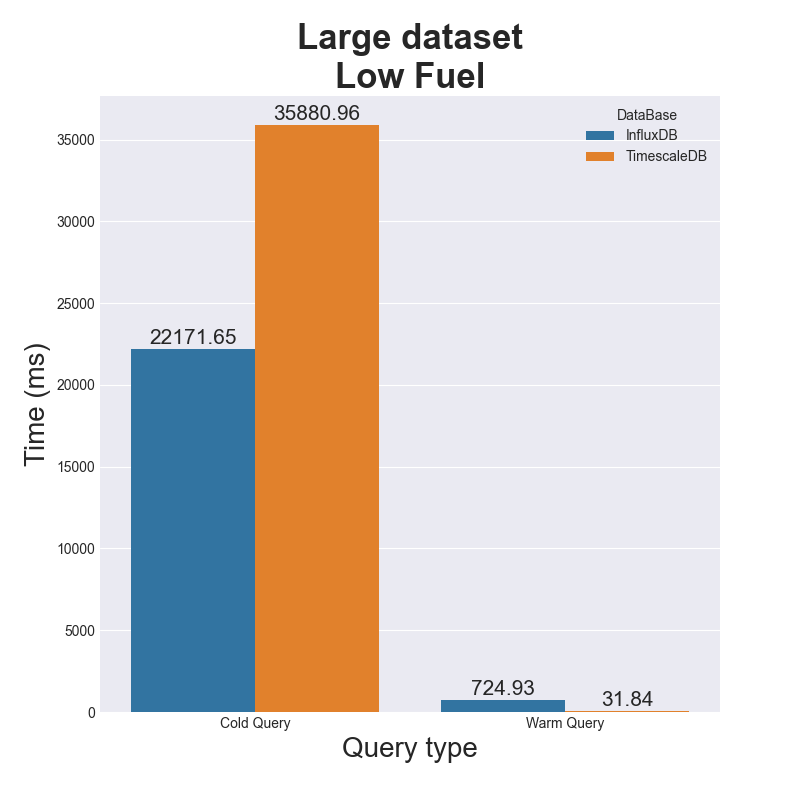 Large dataset
Low Fuel
35880.96
DataBase
InfluxDB
TimescaleDB
35000
30000
25000
22171.65
20000
15000
10000
5000
724.93
31.84
0
Cold Query
Warm Query
Time (ms)
Query type